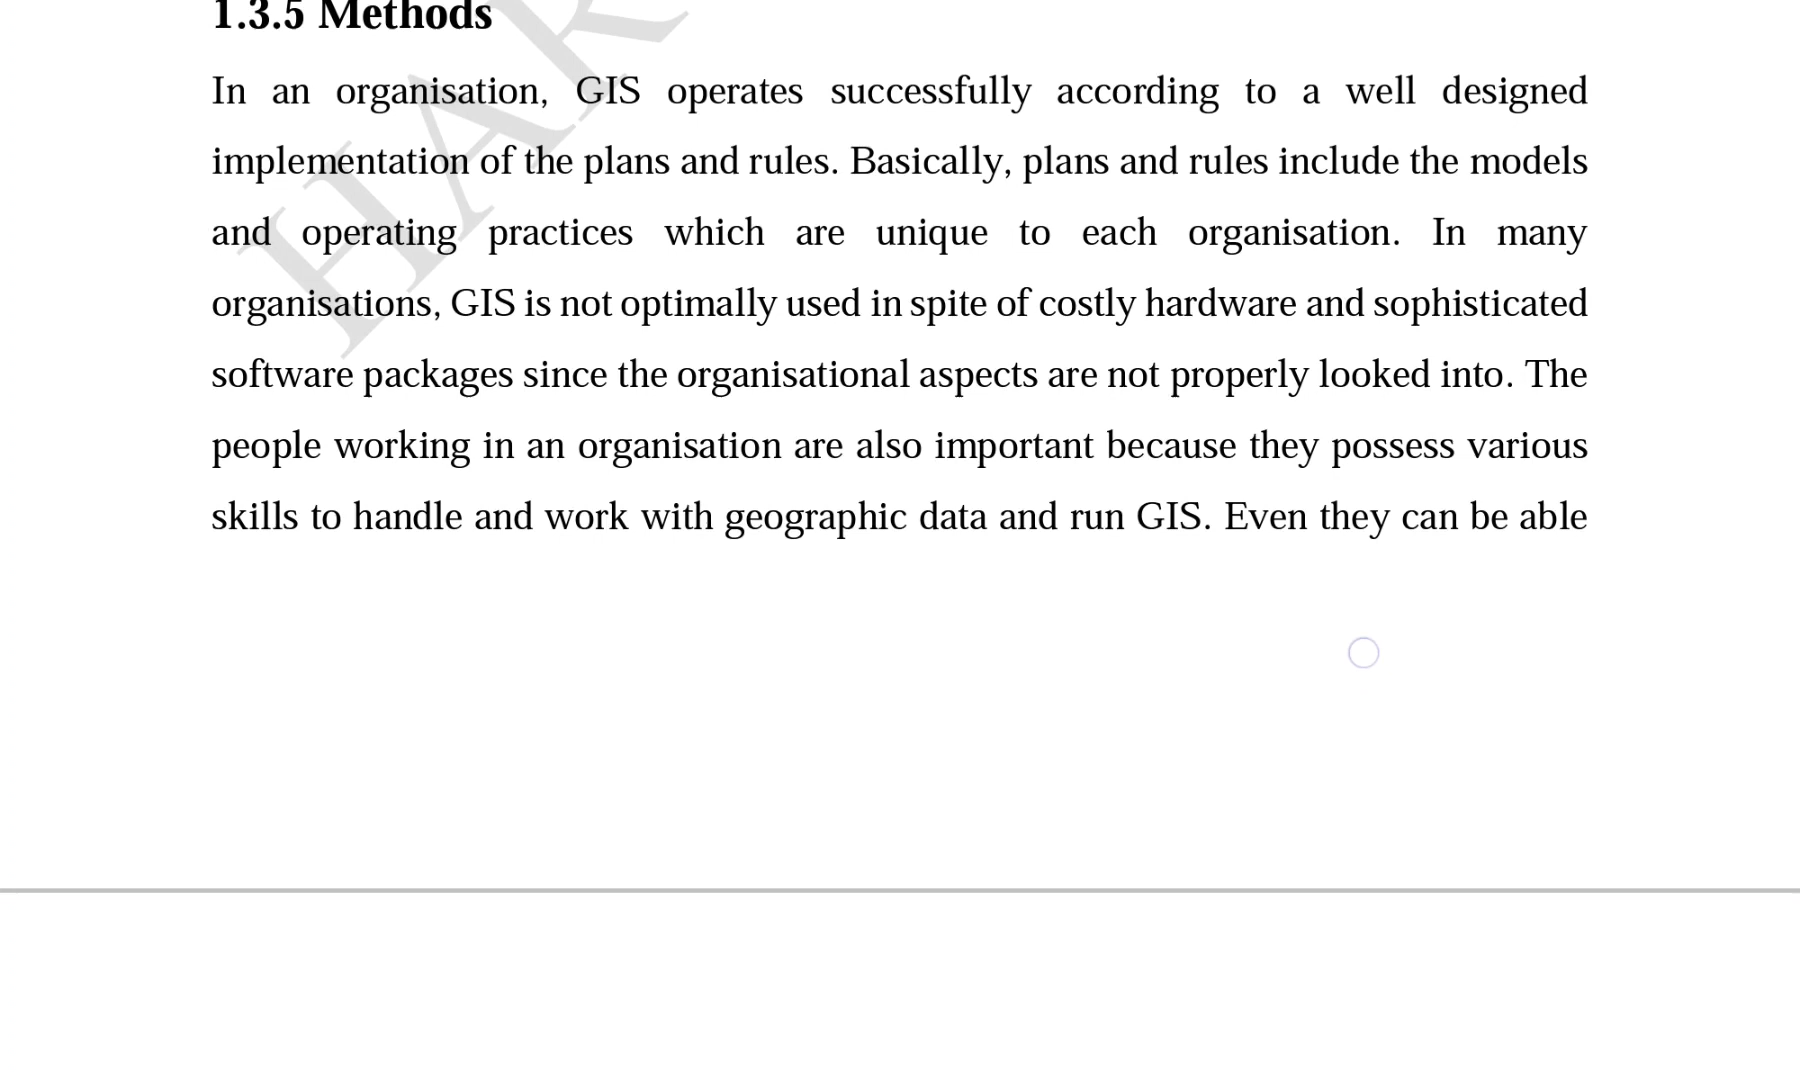 1.3.5 Methods
In an organisation, GIS operates successfully according to a well designed
implementation of the plans and rules. Basically, plans and rules include the models
and operating practices which are unique to each organisation. In many
organisations, GIS is not optimally used in spite of costly hardware and sophisticated
software packages since the organisational aspects are not properly looked into. The
people working in an organisation are also important because they possess various
skills to handle and work with geographic data and run GIS. Even they can be able
HAR